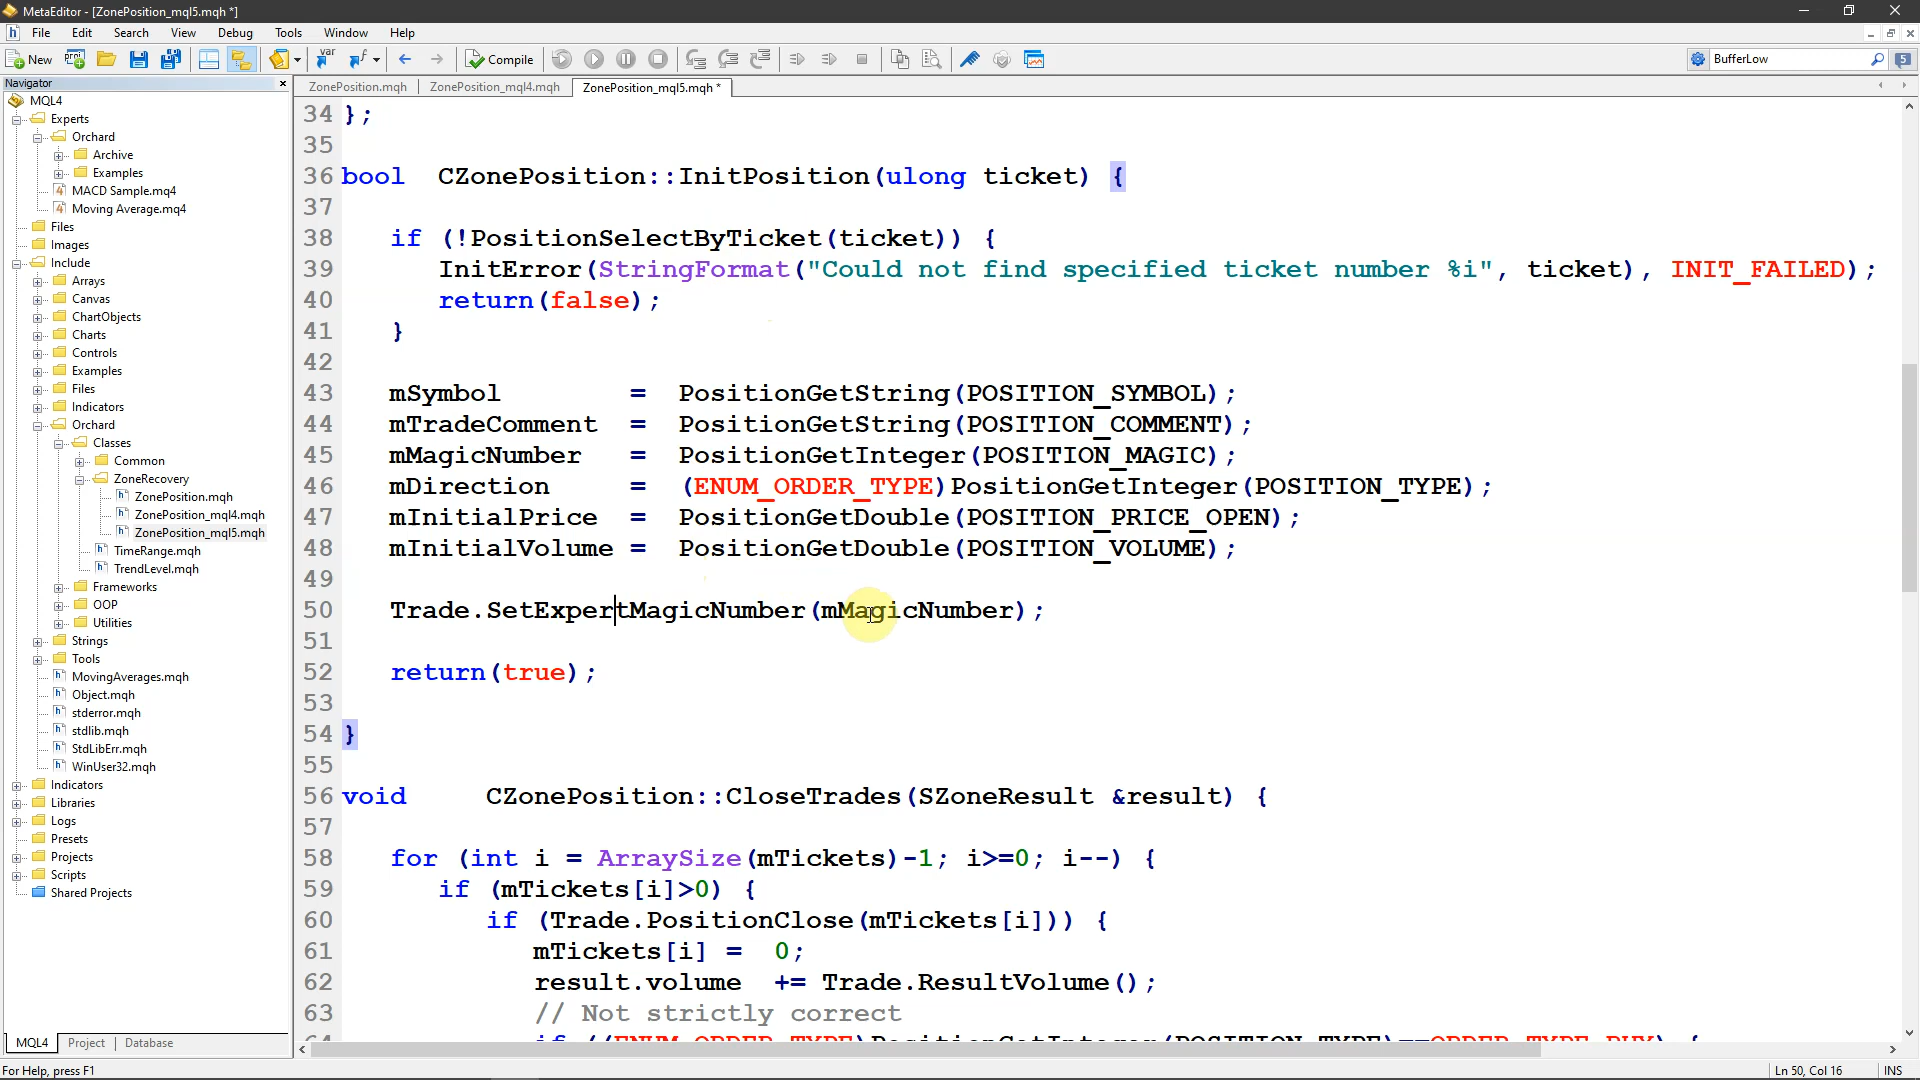 MetaEditor - [ZonePosition_mql5.mqh *]
File Edit Search View Debug Tools Window Help
New Compile BufferLow 5
Navigator
ZonePosition.mqh ZonePosition_mql4.mqh ZonePosition_mql5.mqh *
MQL4
Experts
Orchard
Archive
Examples
MACD Sample.mq4
Moving Average.mq4
Files
Images
Include
Arrays
Canvas
ChartObjects
Charts
Controls
Examples
Files
Indicators
Orchard
Classes
Common
ZoneRecovery
ZonePosition.mqh
ZonePosition_mql4.mqh
ZonePosition_mql5.mqh
TimeRange.mqh
TrendLevel.mqh
Frameworks
OOP
Utilities
Strings
Tools
MovingAverages.mqh
Object.mqh
stderror.mqh
stdlib.mqh
StdLibErr.mqh
WinUser32.mqh
Indicators
Libraries
Logs
Presets
Projects
Scripts
Shared Projects
MQL4 Project Database
34 };
35
36 bool CZonePosition::InitPosition(ulong ticket) {
37
38 if (!PositionSelectByTicket(ticket)) {
39 InitError(StringFormat("Could not find specified ticket number %i", ticket), INIT_FAILED);
40 return(false);
41 }
42
43 mSymbol = PositionGetString(POSITION_SYMBOL);
44 mTradeComment = PositionGetString(POSITION_COMMENT);
45 mMagicNumber = PositionGetInteger(POSITION_MAGIC);
46 mDirection = (ENUM_ORDER_TYPE)PositionGetInteger(POSITION_TYPE);
47 mInitialPrice = PositionGetDouble(POSITION_PRICE_OPEN);
48 mInitialVolume = PositionGetDouble(POSITION_VOLUME);
49
50 Trade.SetExpertMagicNumber(mMagicNumber);
51
52 return(true);
53
54 }
55
56 void CZonePosition::CloseTrades(SZoneResult &result) {
57
58 for (int i = ArraySize(mTickets)-1; i>=0; i--) {
59 if (mTickets[i]>0) {
60 if (Trade.PositionClose(mTickets[i])) {
61 mTickets[i] = 0;
62 result.volume += Trade.ResultVolume();
63 // Not strictly correct
64 if ((ENUM_ORDER_TYPE)PositionGetInteger(POSITION_TYPE)==ORDER_TYPE_BUY) {
For Help, press F1 Ln 50, Col 16 INS